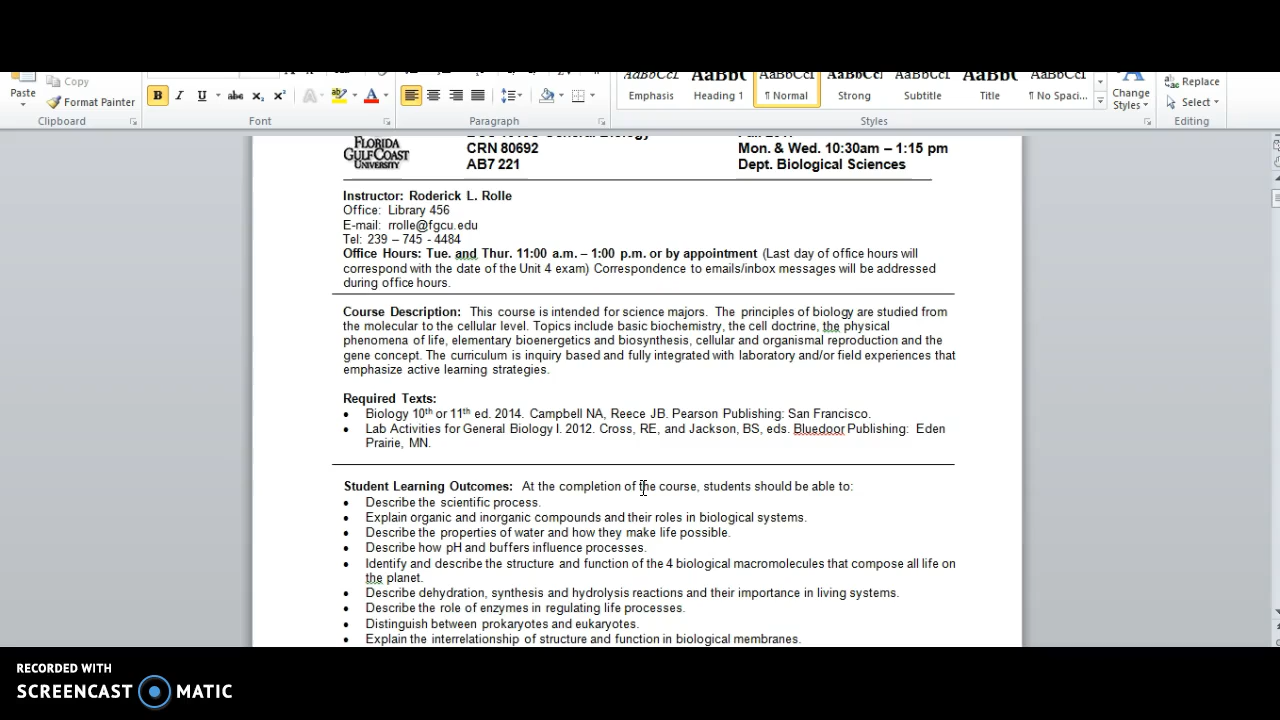 Copy
Paste
Format Painter
Clipboard
B I U abc x₂ x² A A
Font
Paragraph
AaBbCcI AaBbC AaBbCcI AaBbCcI AaBbCcI AaBbC AaBbCcI
Emphasis Heading 1 ¶ Normal Strong Subtitle Title ¶ No Spaci...
Styles
A
Change
Styles
Replace
Select
Editing
FLORIDA
GULF COAST
UNIVERSITY
General Biology
CRN 80692
AB7 221
Mon. & Wed. 10:30am – 1:15 pm
Dept. Biological Sciences
Instructor: Roderick L. Rolle
Office: Library 456
E-mail: rrolle@fgcu.edu
Tel: 239 – 745 - 4484
Office Hours: Tue. and Thur. 11:00 a.m. – 1:00 p.m. or by appointment (Last day of office hours will
correspond with the date of the Unit 4 exam) Correspondence to emails/inbox messages will be addressed
during office hours.
Course Description: This course is intended for science majors. The principles of biology are studied from
the molecular to the cellular level. Topics include basic biochemistry, the cell doctrine, the physical
phenomena of life, elementary bioenergetics and biosynthesis, cellular and organismal reproduction and the
gene concept. The curriculum is inquiry based and fully integrated with laboratory and/or field experiences that
emphasize active learning strategies.
Required Texts:
• Biology 10th or 11th ed. 2014. Campbell NA, Reece JB. Pearson Publishing: San Francisco.
• Lab Activities for General Biology I. 2012. Cross, RE, and Jackson, BS, eds. Bluedoor Publishing: Eden
Prairie, MN.
Student Learning Outcomes: At the completion of the course, students should be able to:
• Describe the scientific process.
• Explain organic and inorganic compounds and their roles in biological systems.
• Describe the properties of water and how they make life possible.
• Describe how pH and buffers influence processes.
• Identify and describe the structure and function of the 4 biological macromolecules that compose all life on
the planet.
• Describe dehydration, synthesis and hydrolysis reactions and their importance in living systems.
• Describe the role of enzymes in regulating life processes.
• Distinguish between prokaryotes and eukaryotes.
• Explain the interrelationship of structure and function in biological membranes.
RECORDED WITH
SCREENCAST MATIC